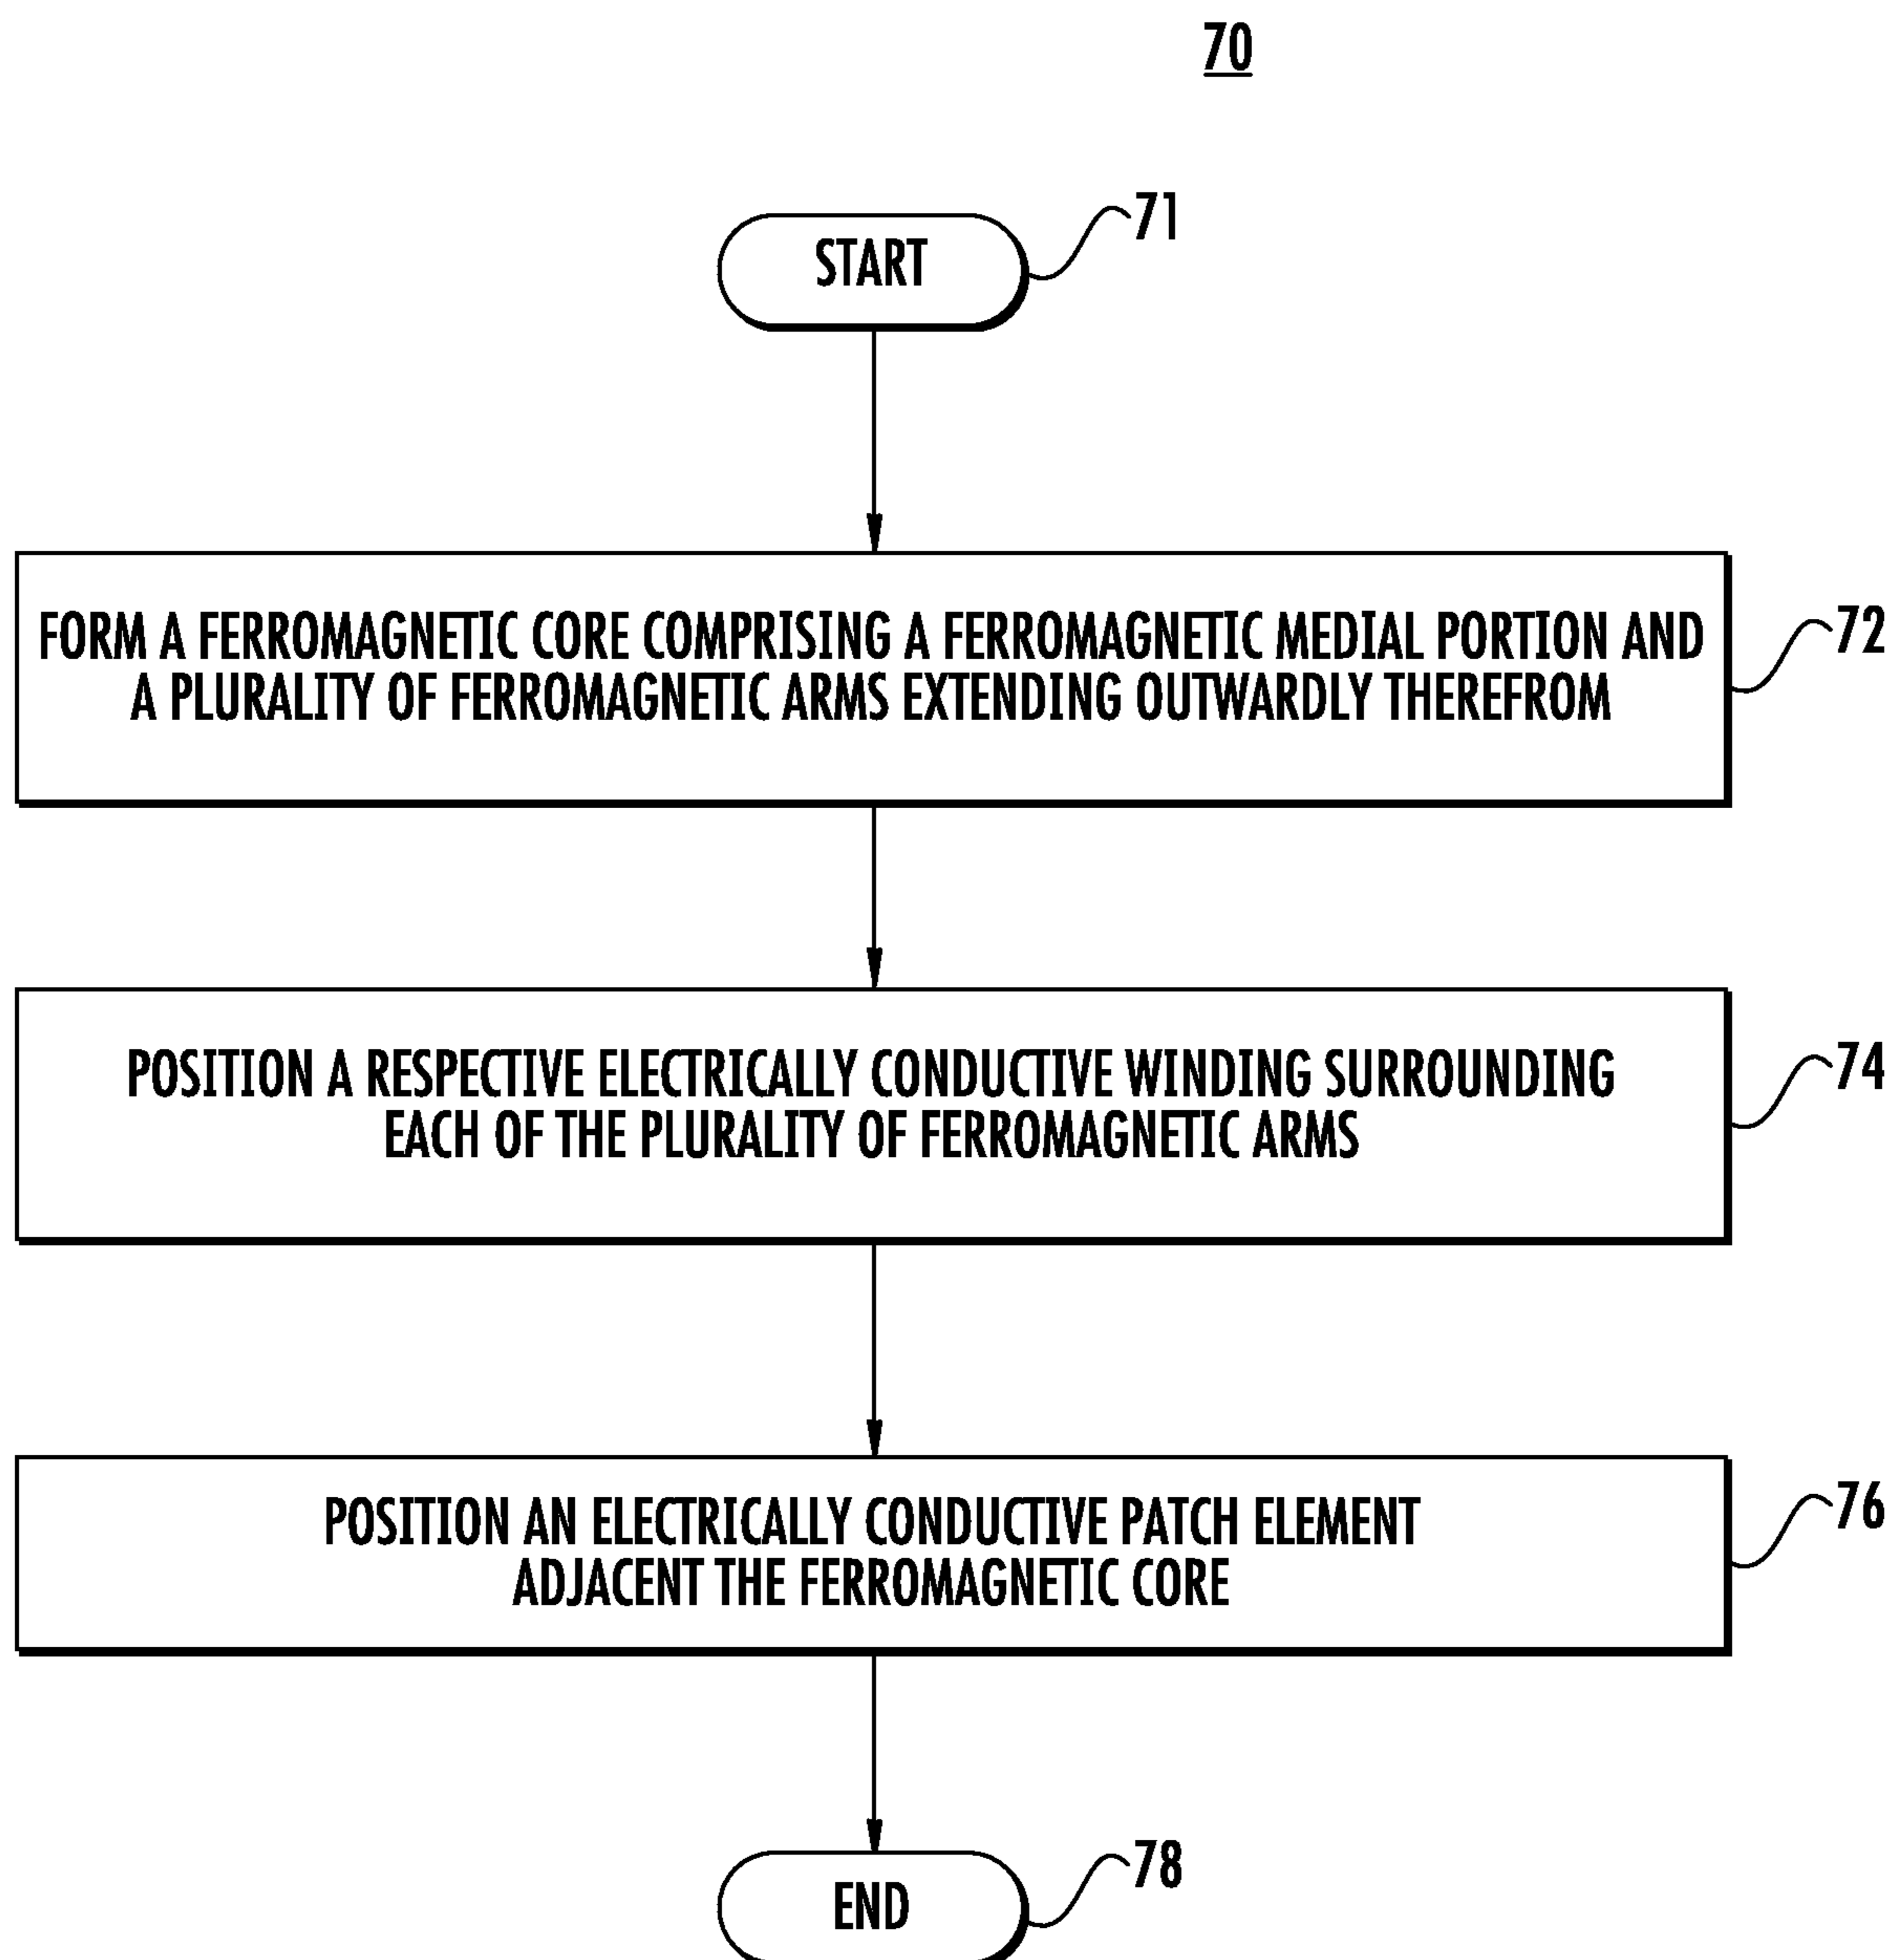 70
START
71
FORM A FERROMAGNETIC CORE COMPRISING A FERROMAGNETIC MEDIAL PORTION AND
A PLURALITY OF FERROMAGNETIC ARMS EXTENDING OUTWARDLY THEREFROM
72
POSITION A RESPECTIVE ELECTRICALLY CONDUCTIVE WINDING SURROUNDING
EACH OF THE PLURALITY OF FERROMAGNETIC ARMS
74
POSITION AN ELECTRICALLY CONDUCTIVE PATCH ELEMENT
ADJACENT THE FERROMAGNETIC CORE
76
END
78